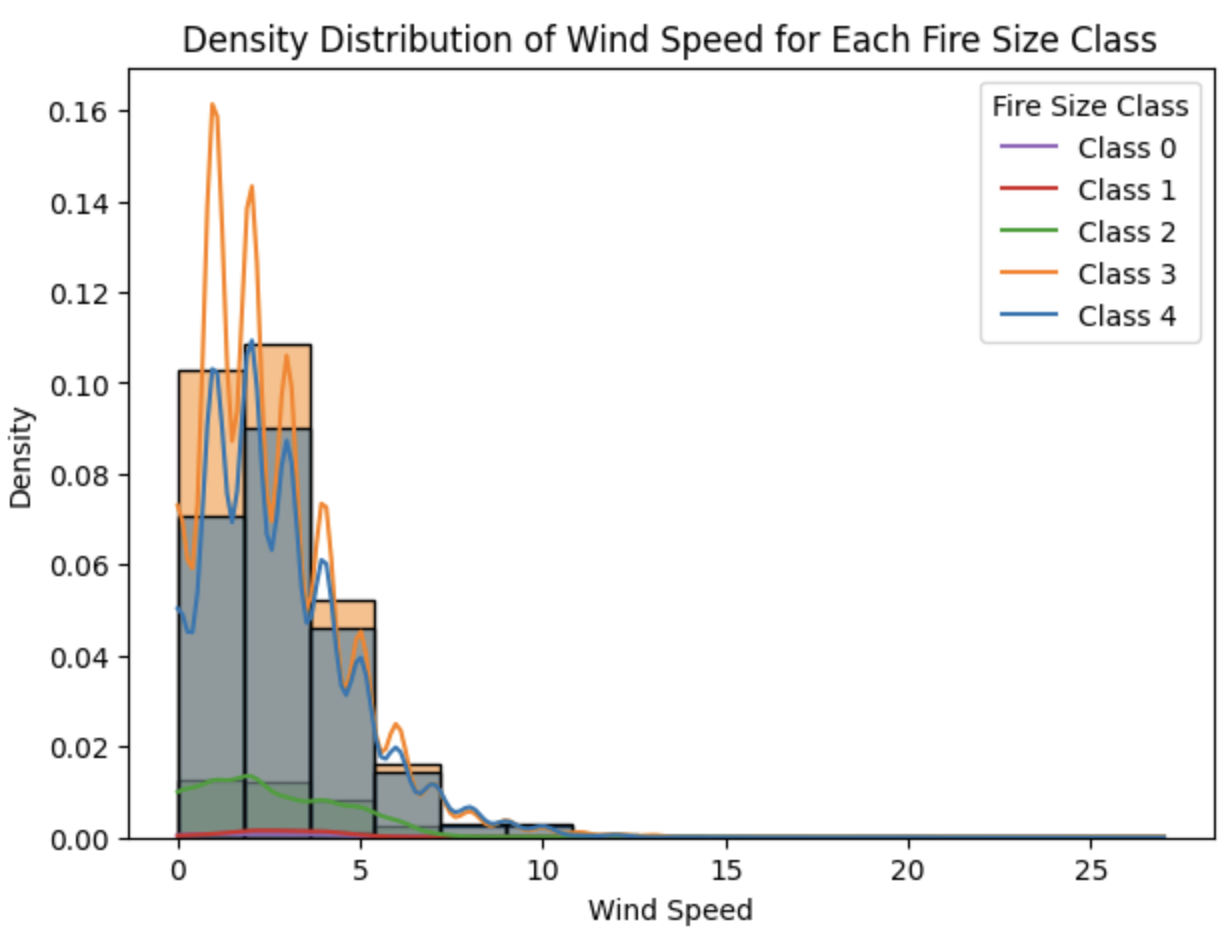 Density Distribution of Wind Speed for Each Fire Size Class
Fire Size Class
Class 0
Class 1
Class 2
Class 3
Class 4
Density
0.16
0.14
0.12
0.10
0.08
0.06
0.04
0.02
0.00
0 5 10 15 20 25
Wind Speed